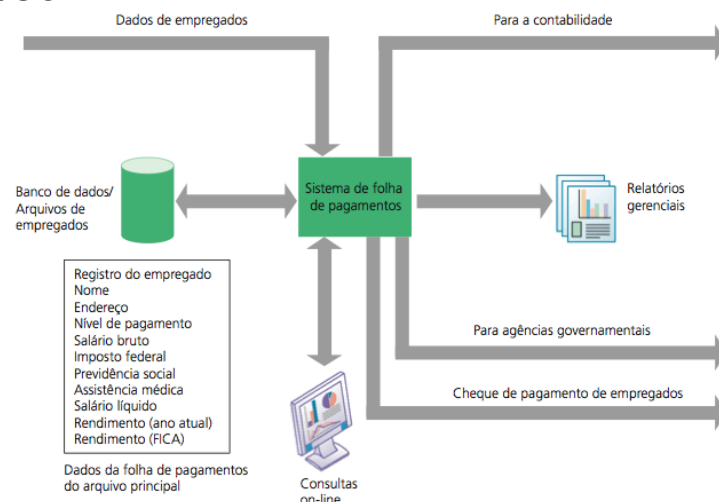 Dados de empregados
Para a contabilidade
Banco de dados/
Arquivos de
empregados
Sistema de folha
de pagamentos
Relatórios
gerenciais
Registro do empregado
Nome
Endereço
Nível de pagamento
Salário bruto
Imposto federal
Previdência social
Assistência médica
Salário líquido
Rendimento (ano atual)
Rendimento (FICA)
Para agências governamentais
Cheque de pagamento de empregados
Dados da folha de pagamentos
do arquivo principal
Consultas
on-line